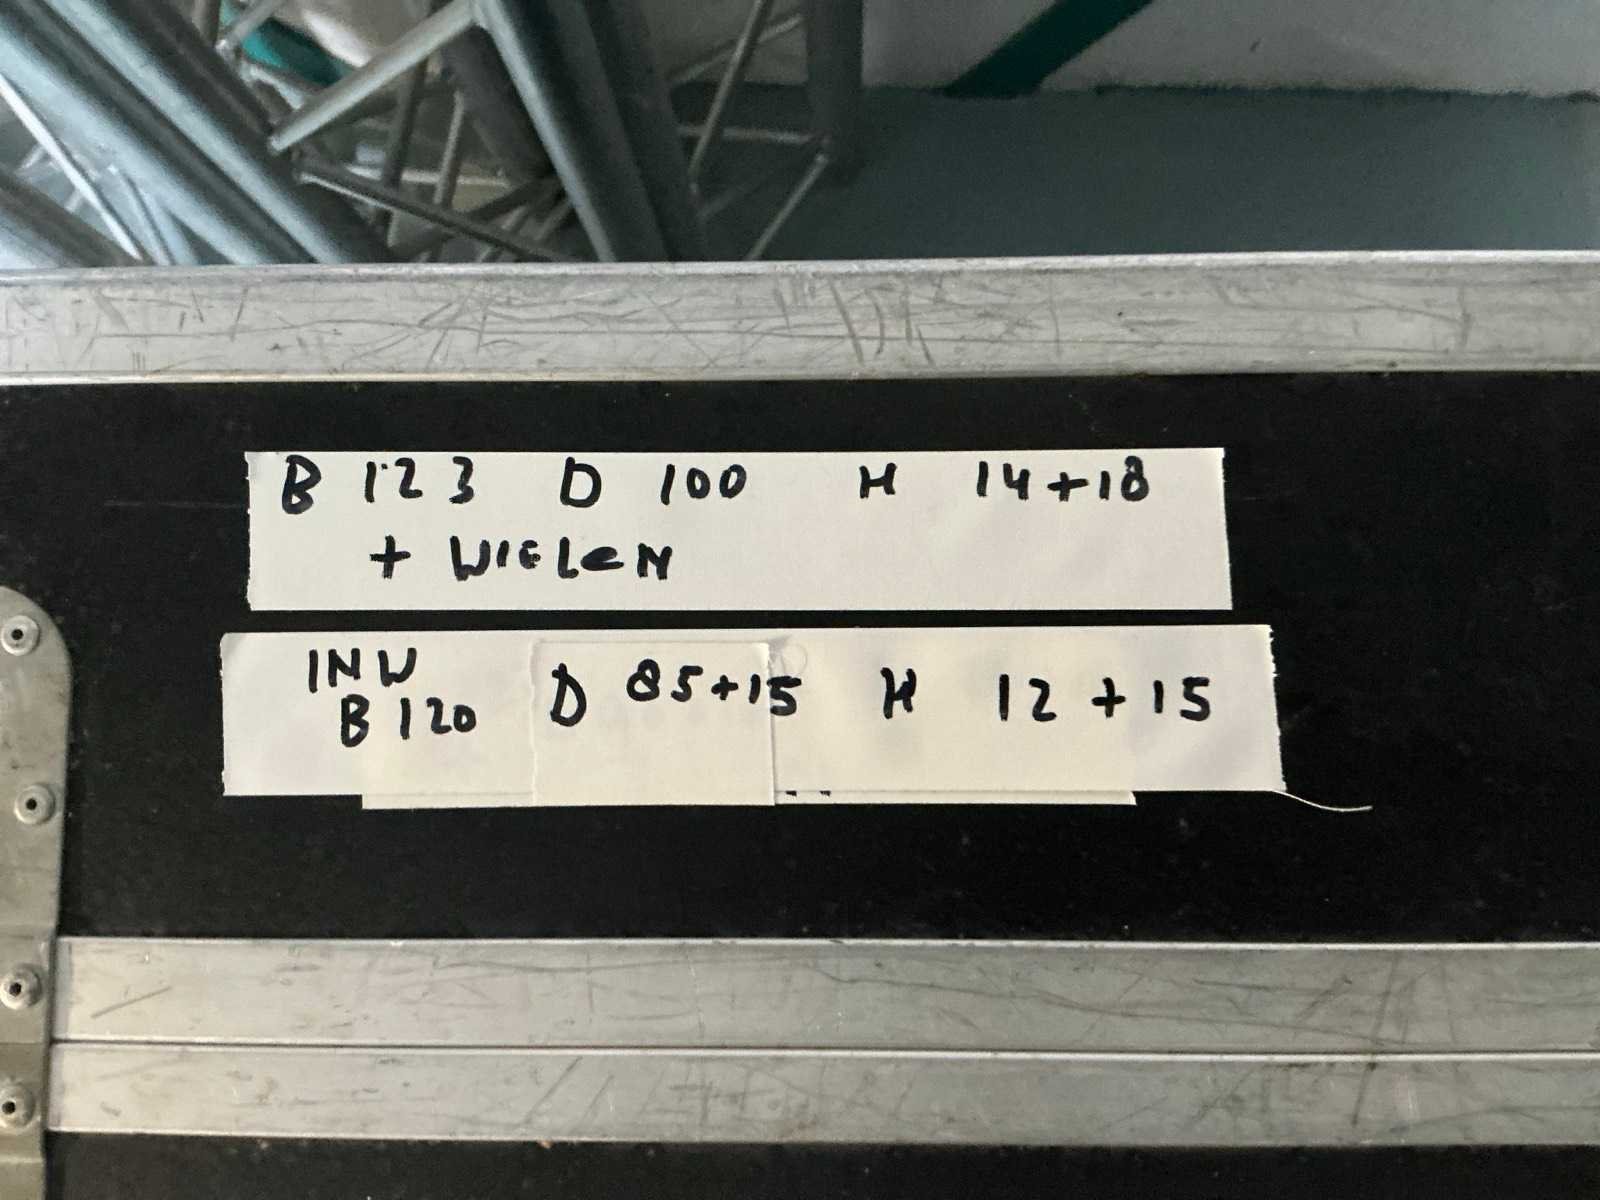 B 123 D 100 H 14+18
+ WIELEN
INW
B 120 D 85+15 H 12+15